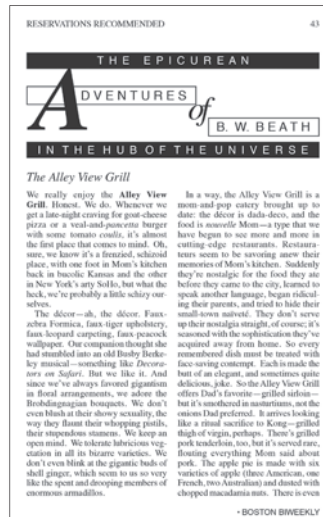 RESERVATIONS RECOMMENDED 43
THE EPICUREAN
ADVENTURES
of
B. W. BEATH
IN THE HUB OF THE UNIVERSE
The Alley View Grill
We really enjoy the Alley View
Grill. Honest. We do. Whenever we
get a late-night craving for goat-cheese
pizza or a veal-and-pancetta burger
with some tomato coulis, it's almost
the first place that comes to mind. Oh,
sure, we know it's a frenzied, schizoid
place, with one foot in Mom's kitchen
back in bucolic Kansas and the other
in New York's arty SoHo, but what the
heck, we're probably a little schizy our-
selves.
The décor—ah, the décor. Faux-
zebra Formica, faux-tiger upholstery,
faux-leopard carpeting, faux-peacock
wallpaper. Our companion thought she
had stumbled into an old Busby Berke-
ley musical—something like Decora-
tors on Safari. But we like it. And
since we've always favored gigantism
in floral arrangements, we adore the
Brobdingnagian bouquets. We don't
even blush at their showy sexuality, the
way they flaunt their whopping pistils,
their stupendous stamens. We keep an
open mind. We tolerate lubricious veg-
etation in all its bizarre varieties. We
don't even blink at the gigantic buds of
shell ginger, which seem to us so very
like the spent and drooping members of
enormous armadillos.
In a way, the Alley View Grill is a
mom-and-pop eatery brought up to
date: the décor is dada-deco, and the
food is nouvelle Mom—a type that we
have begun to see more and more in
cutting-edge restaurants. Restaura-
teurs seem to be savoring anew their
memories of Mom's kitchen. Suddenly
they're nostalgic for the food they ate
before they came to the city, learned to
speak another language, began ridicul-
ing their parents, and tried to hide their
small-town naïveté. They don't serve
up their nostalgia straight, of course; it's
seasoned with the sophistication they've
acquired away from home. So every
remembered dish must be treated with
face-saving contempt. Each is made the
butt of an elegant, and sometimes quite
delicious, joke. So the Alley View Grill
offers Dad's favorite—grilled sirloin—
but it's smothered in nasturtiums, not the
onions Dad preferred. It arrives looking
like a ritual sacrifice to Kong—grilled
thigh of virgin, perhaps. There's grilled
pork tenderloin, too, but it's served rare,
flouting everything Mom said about
pork. The apple pie is made with six
varieties of apple (three American, one
French, two Australian) and dusted with
chopped macadamia nuts. There is even
• BOSTON BIWEEKLY